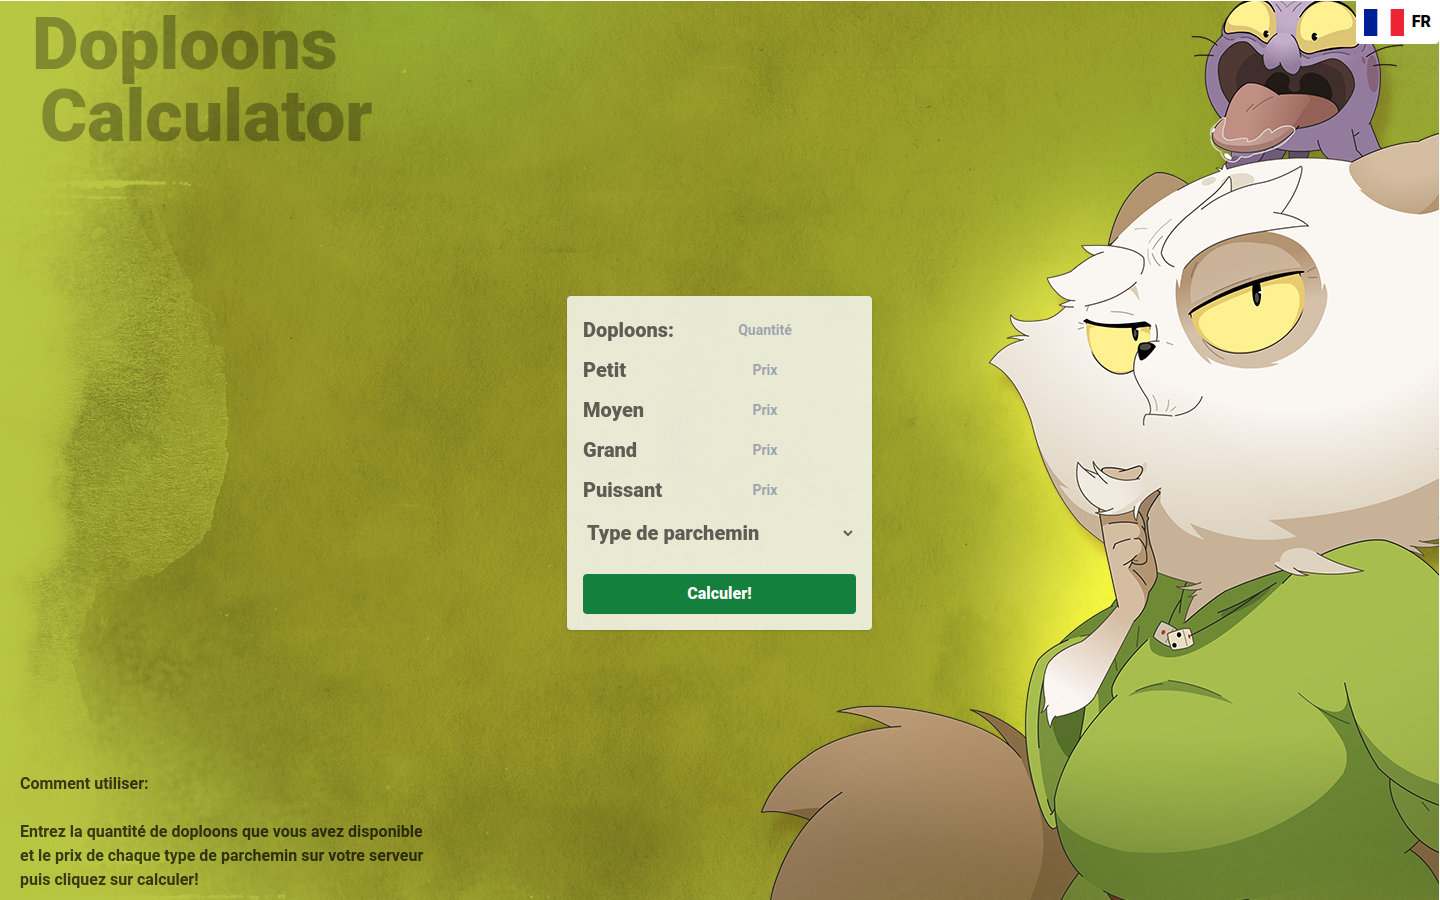 Doploons
Calculator
FR
Doploons: Quantité
Petit Prix
Moyen Prix
Grand Prix
Puissant Prix
Type de parchemin
Calculer!
Comment utiliser:
Entrez la quantité de doploons que vous avez disponible
et le prix de chaque type de parchemin sur votre serveur
puis cliquez sur calculer!